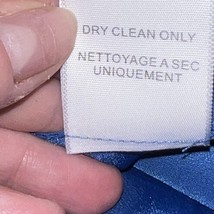 DRY CLEAN ONLY
NETTOYAGE A SEC
UNIQUEMENT